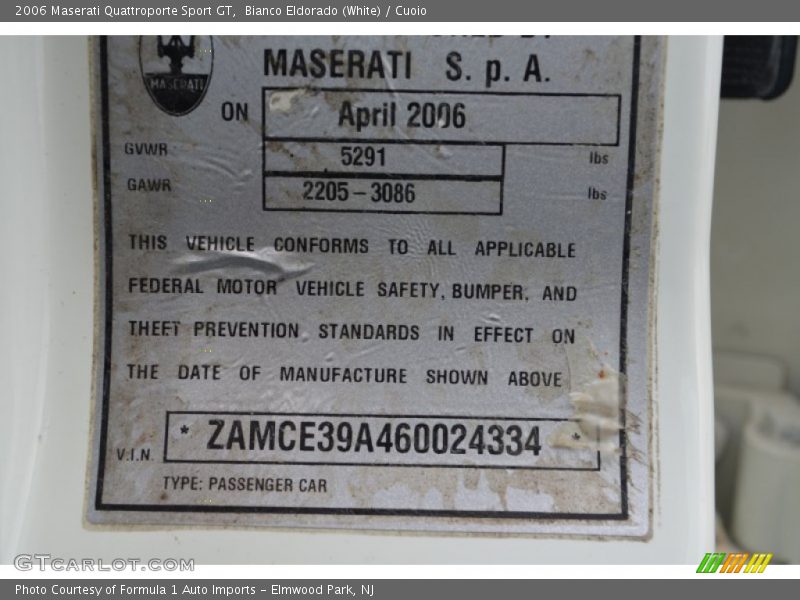 2006 Maserati Quattroporte Sport GT, Bianco Eldorado (White) / Cuoio
MASERATI S. p. A.
MASERATI
ON April 2006
GVWR 5291 lbs
GAWR 2205-3086 lbs
THIS VEHICLE CONFORMS TO ALL APPLICABLE
FEDERAL MOTOR VEHICLE SAFETY, BUMPER, AND
THEFT PREVENTION STANDARDS IN EFFECT ON
THE DATE OF MANUFACTURE SHOWN ABOVE
V.I.N. * ZAMCE39A460024334 *
TYPE: PASSENGER CAR
GTCARLOT.COM
Photo Courtesy of Formula 1 Auto Imports - Elmwood Park, NJ